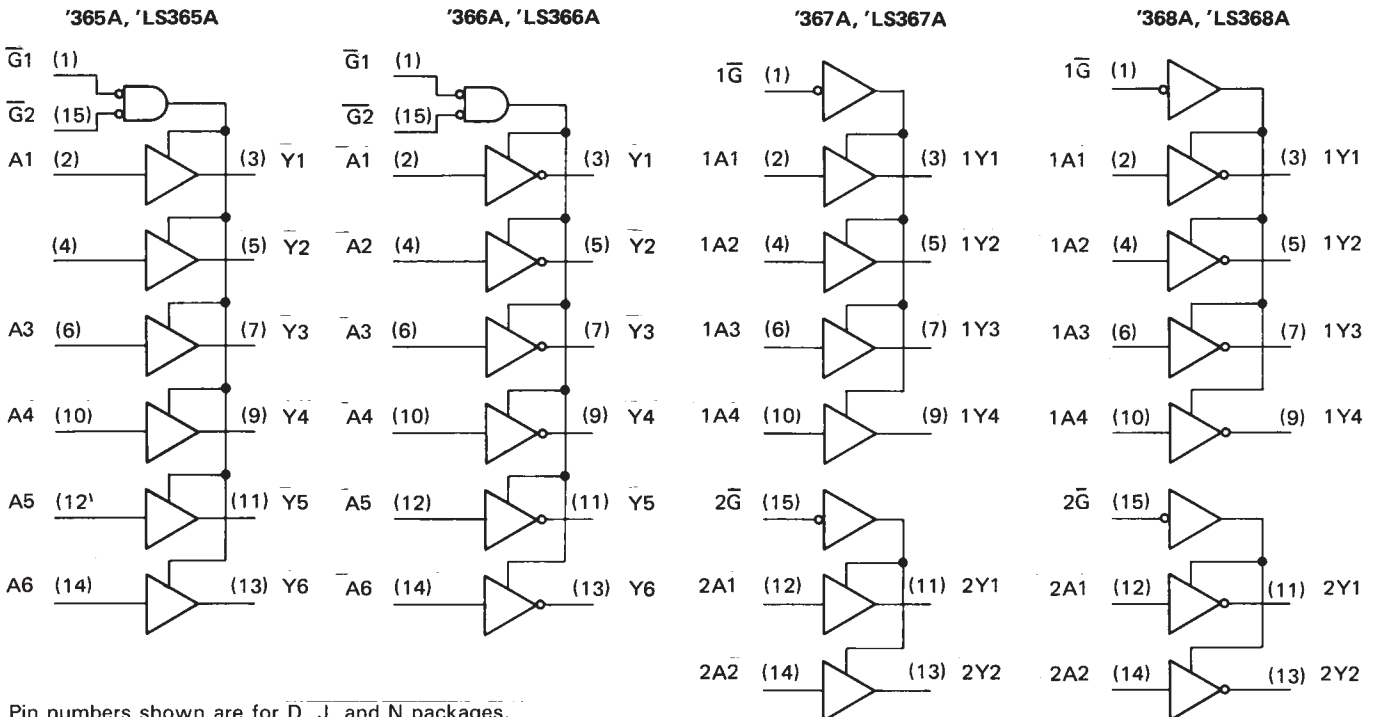 '365A, 'LS365A
G̅1 (1)
G̅2 (15)
A1 (2) (3) Y1
(4) (5) Y2
A3 (6) (7) Y3
A4 (10) (9) Y4
A5 (12) (11) Y5
A6 (14) (13) Y6
'366A, 'LS366A
G̅1 (1)
G̅2 (15)
A1 (2) (3) Y1
A2 (4) (5) Y2
A3 (6) (7) Y3
A4 (10) (9) Y4
A5 (12) (11) Y5
A6 (14) (13) Y6
'367A, 'LS367A
1G̅ (1)
1A1 (2) (3) 1Y1
1A2 (4) (5) 1Y2
1A3 (6) (7) 1Y3
1A4 (10) (9) 1Y4
2G̅ (15)
2A1 (12) (11) 2Y1
2A2 (14) (13) 2Y2
'368A, 'LS368A
1G̅ (1)
1A1 (2) (3) 1Y1
1A2 (4) (5) 1Y2
1A3 (6) (7) 1Y3
1A4 (10) (9) 1Y4
2G̅ (15)
2A1 (12) (11) 2Y1
2A2 (14) (13) 2Y2
Pin numbers shown are for D, J, and N packages.